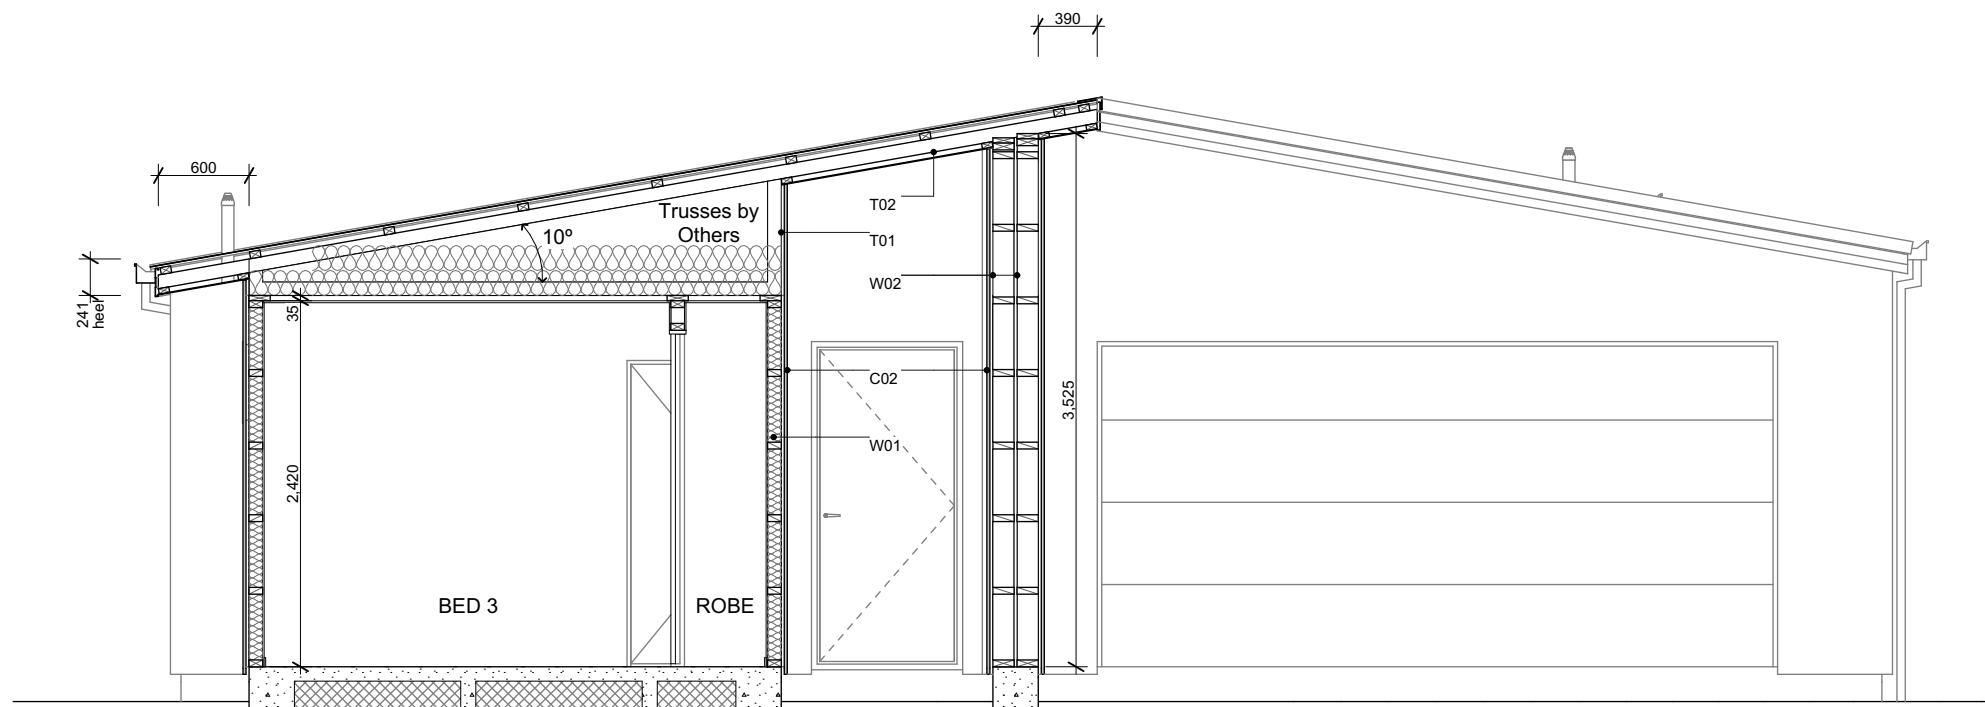 390
600
Trusses by
Others
10º
T02
T01
W02
241
heel
35
C02
3,525
W01
2,420
BED 3
ROBE